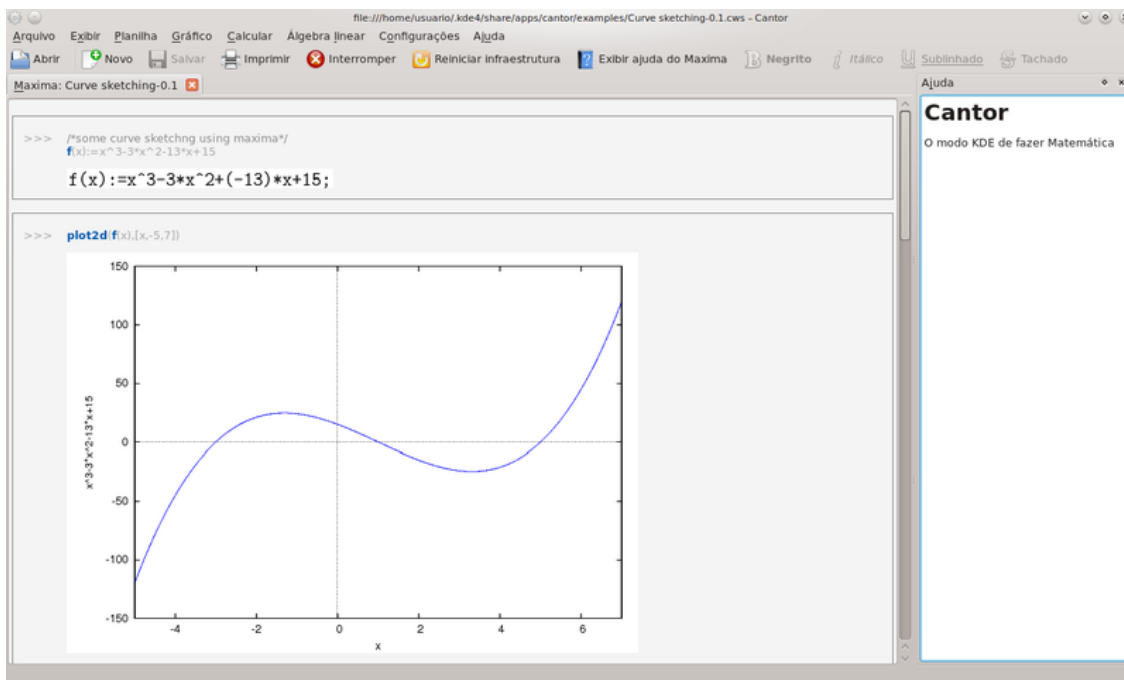 file:///home/usuario/.kde4/share/apps/cantor/examples/Curve sketching-0.1.cws – Cantor
Arquivo Exibir Planilha Gráfico Calcular Álgebra linear Configurações Ajuda
Abrir Novo Salvar Imprimir Interromper Reiniciar infraestrutura Exibir ajuda do Maxima Negrito Itálico Sublinhado Tachado
Maxima: Curve sketching-0.1
>>> /*some curve sketchng using maxima*/
f(x):=x^3-3*x^2-13*x+15
f(x):=x^3-3*x^2+(-13)*x+15;
>>> plot2d(f(x),[x,-5,7])
150
100
50
0
-50
-100
-150
x^3-3*x^2-13*x+15
-4 -2 0 2 4 6
x
Ajuda
Cantor
O modo KDE de fazer Matemática